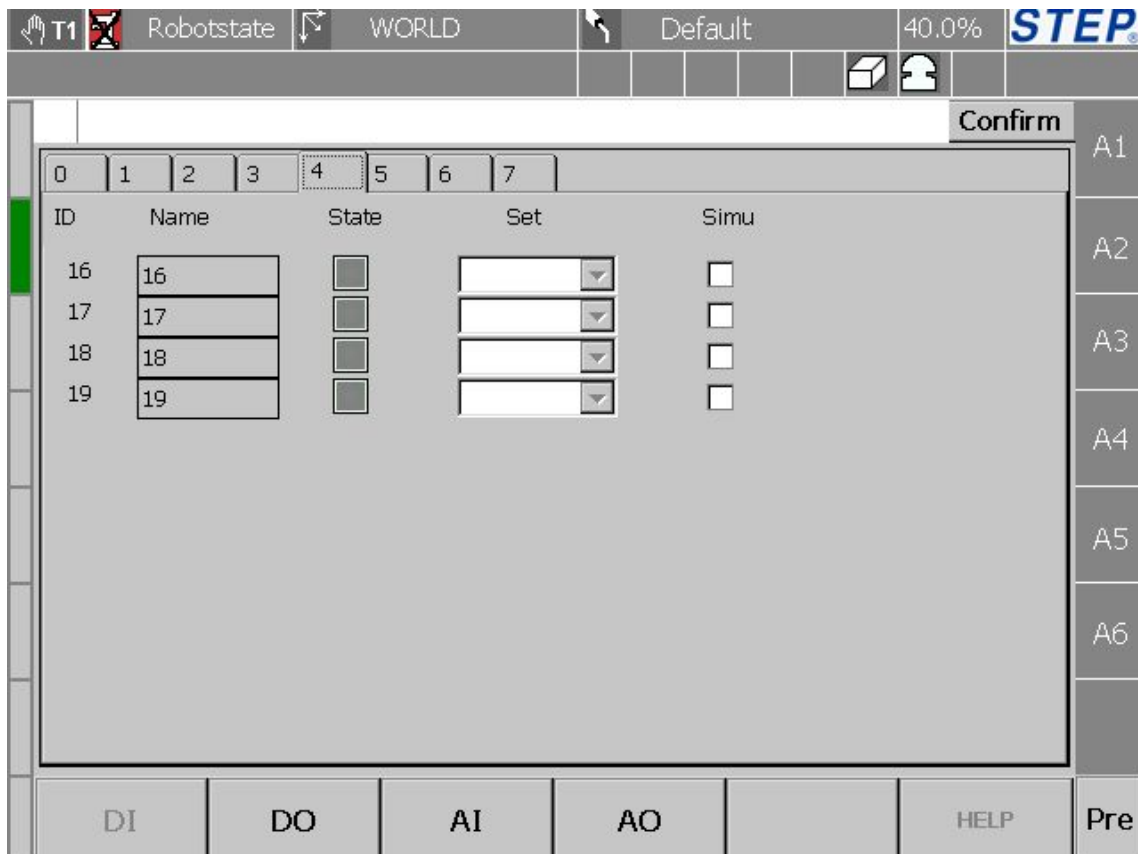 T1 Robotstate WORLD Default 40.0% STEP®
Confirm
A1
0 1 2 3 4 5 6 7
ID Name State Set Simu
A2
16 16
17 17
A3
18 18
19 19
A4
A5
A6
DI DO AI AO HELP Pre